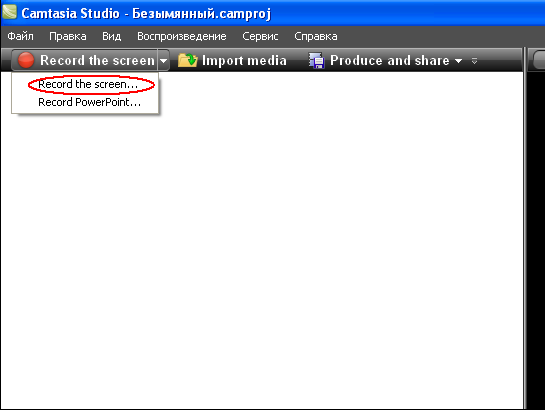 Camtasia Studio - Безымянный.camproj
Файл Правка Вид Воспроизведение Сервис Справка
Record the screen Import media Produce and share
Record the screen...
Record PowerPoint...